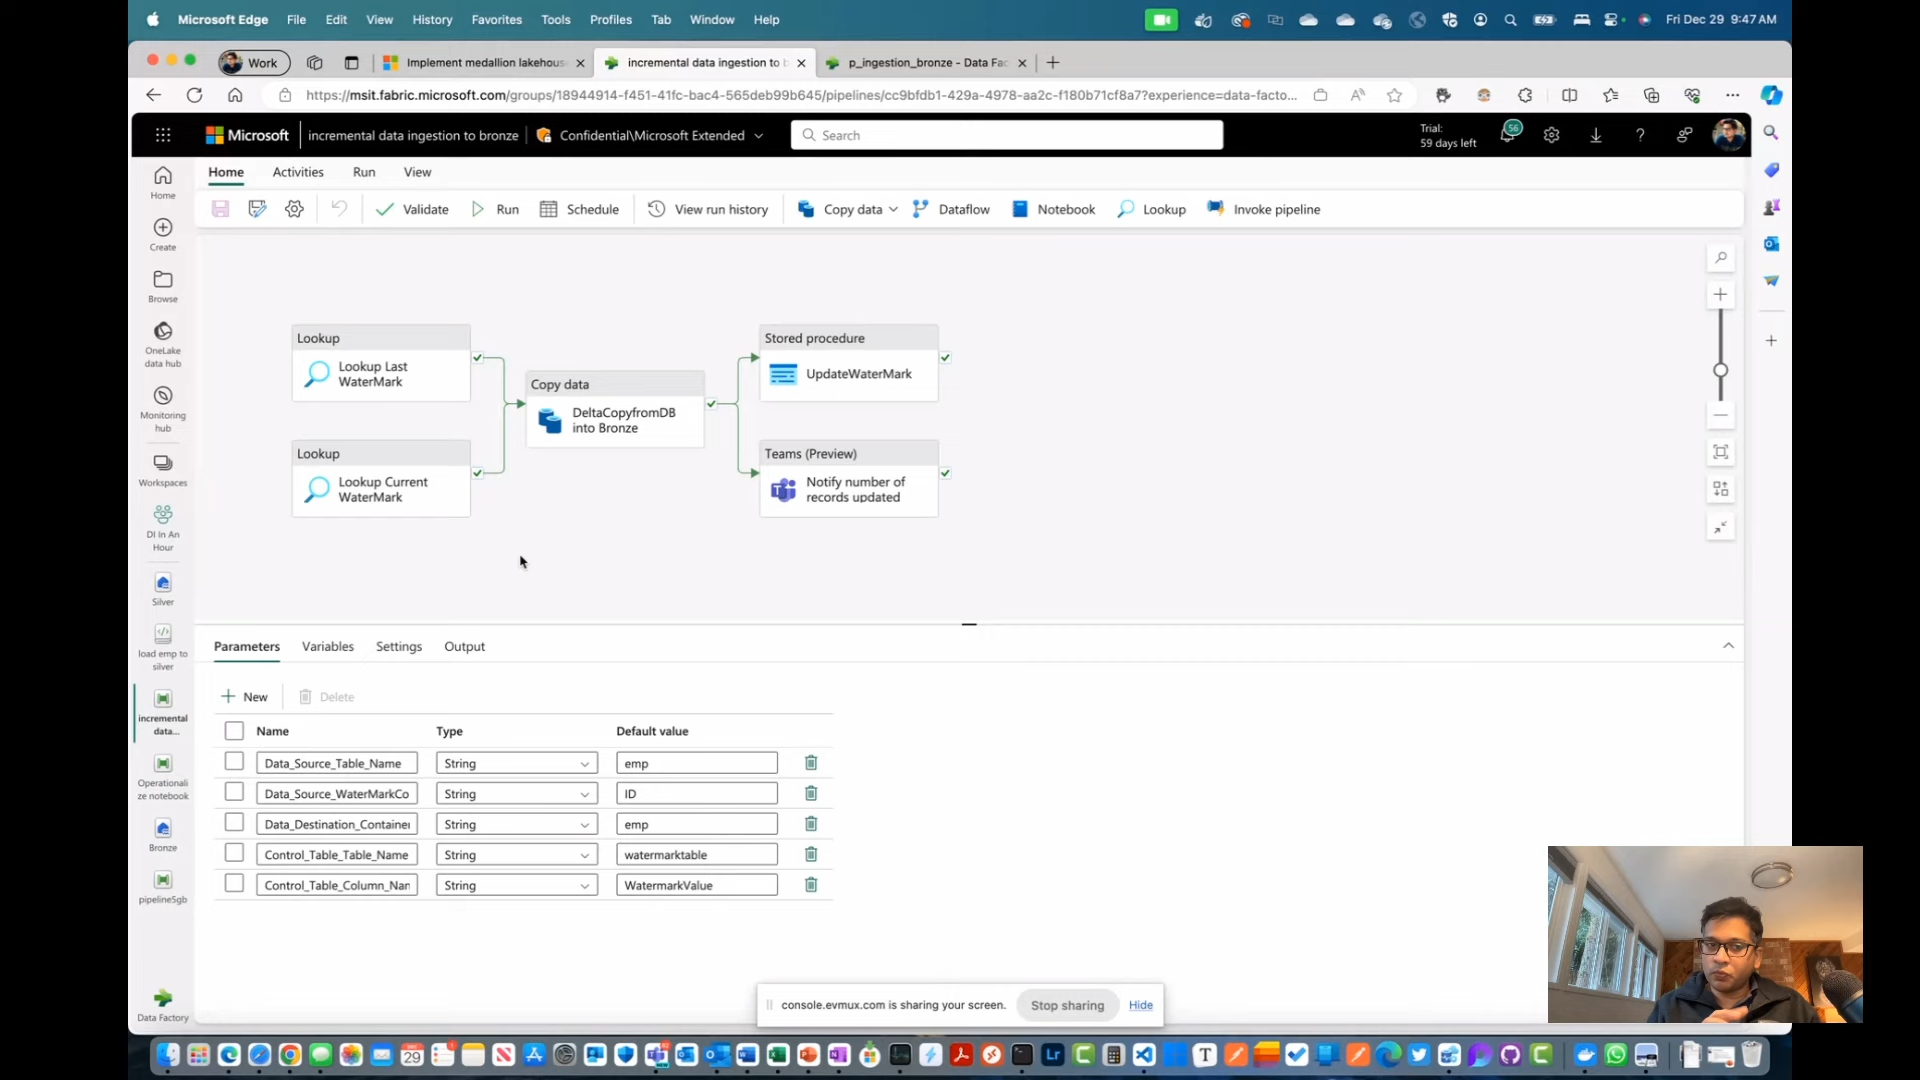 Microsoft Edge File Edit View History Favorites Tools Profiles Tab Window Help Fri Dec 29 9:47 AM
Work Implement medallion lakehous incremental data ingestion to b p_ingestion_bronze - Data Fac
https://msit.fabric.microsoft.com/groups/18944914-f451-41fc-bac4-565deb99b645/pipelines/cc9bfdb1-429a-4978-aa2c-f180b71cf8a7?experience=data-facto...
Microsoft incremental data ingestion to bronze Confidential\Microsoft Extended Search Trial: 56
59 days left
Home Activities Run View
Validate Run Schedule View run history Copy data Dataflow Notebook Lookup Invoke pipeline
Home
Create
Browse
OneLake
data hub
Monitoring
hub
Workspaces
DI In An
Hour
Silver
load emp to
silver
incremental
data...
Operationali
ze notebook
Bronze
pipeline5gb
Data Factory
Lookup
Lookup Last
WaterMark
Lookup
Lookup Current
WaterMark
Copy data
DeltaCopyfromDB
into Bronze
Stored procedure
UpdateWaterMark
Teams (Preview)
Notify number of
records updated
Parameters Variables Settings Output
New Delete
Name Type Default value
Data_Source_Table_Name String emp
Data_Source_WaterMarkCo String ID
Data_Destination_Container String emp
Control_Table_Table_Name String watermarktable
Control_Table_Column_Nan String WatermarkValue
console.evmux.com is sharing your screen. Stop sharing Hide